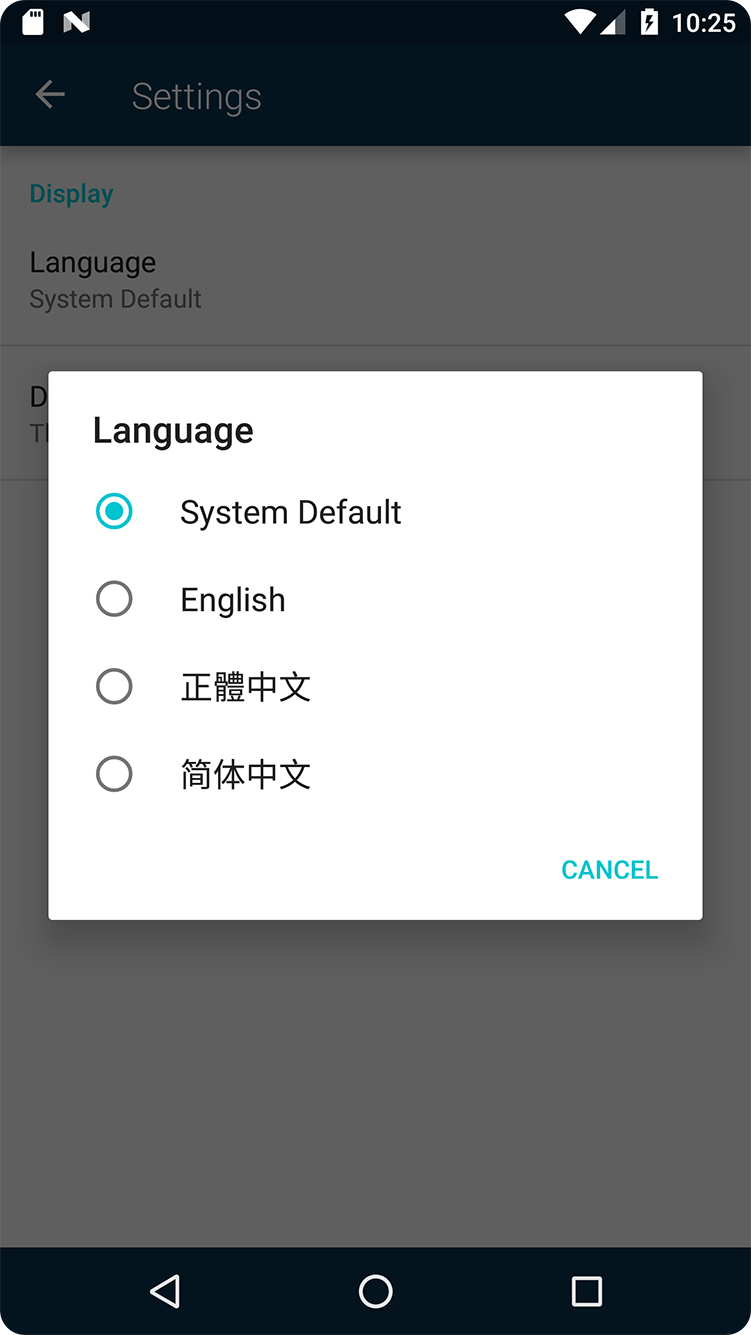 10:25
Settings
Display
Language
System Default
Language
System Default
English
正體中文
简体中文
CANCEL